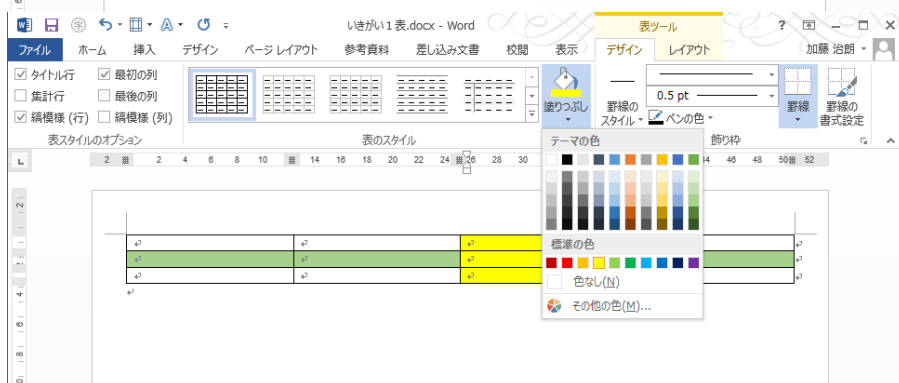 いきがい1表.docx - Word
表ツール
ファイル ホーム 挿入 デザイン ページ レイアウト 参考資料 差し込み文書 校閲 表示 デザイン レイアウト 加藤 治朗
タイトル行 最初の列
集計行 最後の列
縞模様 (行) 縞模様 (列)
表スタイルのオプション
表のスタイル
塗りつぶし
罫線の
スタイル
0.5 pt
ペンの色
罫線
罫線の
書式設定
飾り枠
テーマの色
標準の色
色なし(N)
その他の色(M)...
2 2 4 6 8 10 14 16 18 20 22 24 26 28 30 44 46 48 50 52